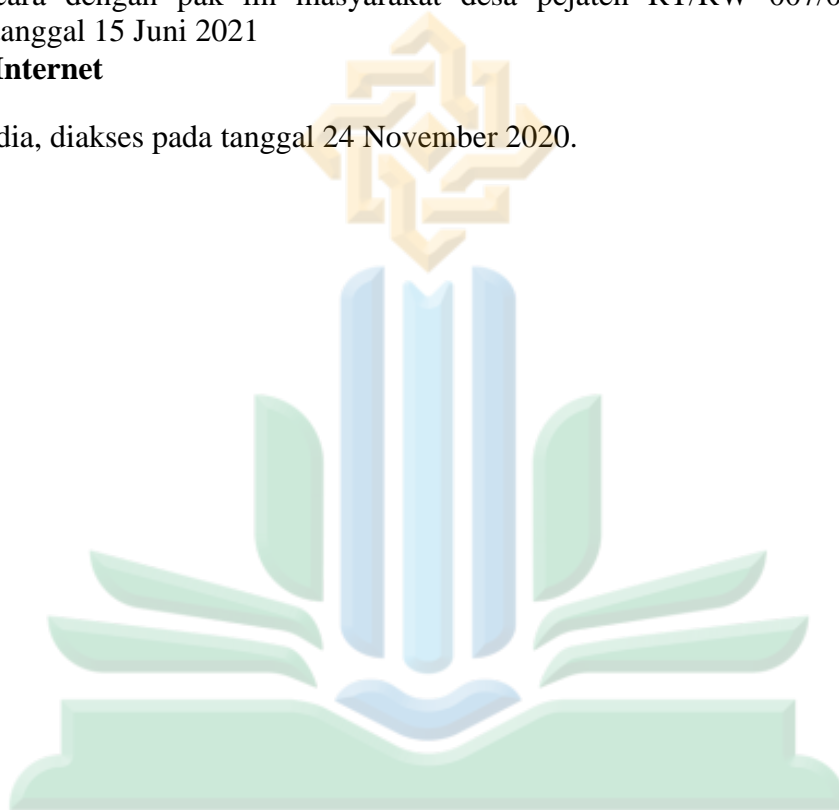 dengan pak masyarakat desa pejaten RT/RW
anggal 15 Juni 2021
Internet
dia, diakses pada tanggal 24 November 2020.